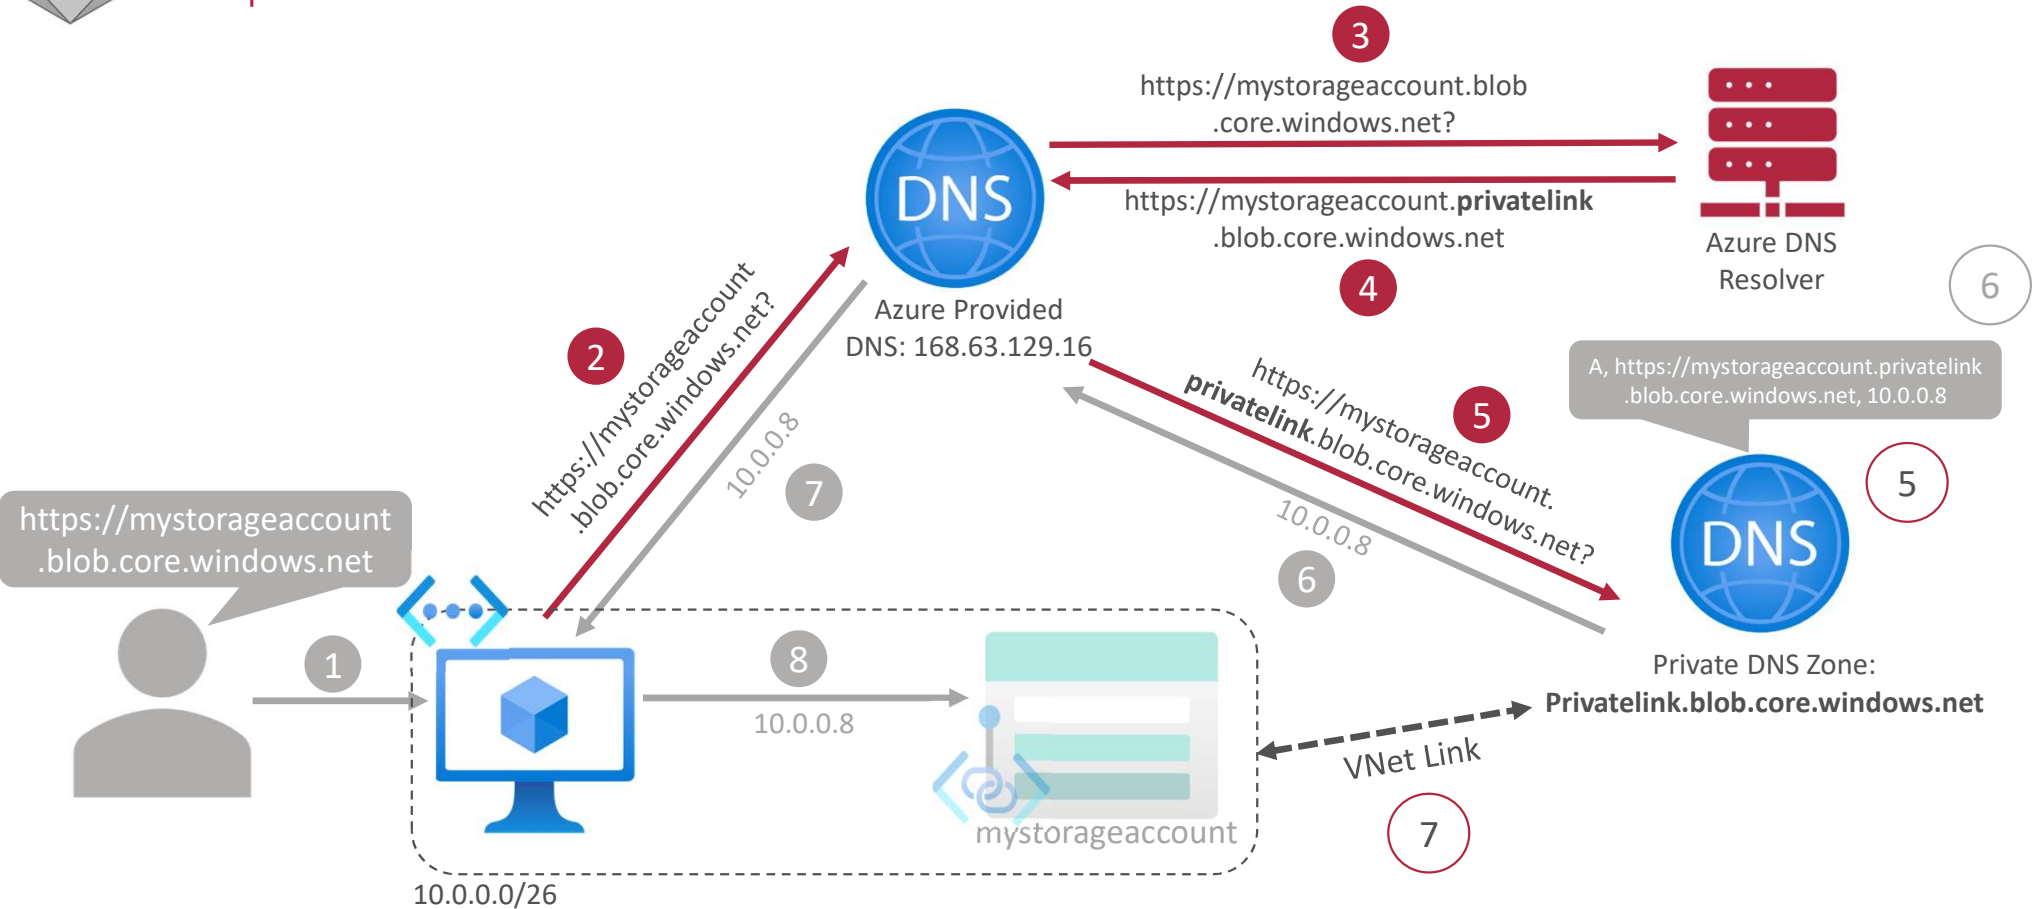 3
https://mystorageaccount.blob
.core.windows.net?
DNS
https://mystorageaccount.privatelink
.blob.core.windows.net
4
Azure DNS
Resolver
6
Azure Provided
DNS: 168.63.129.16
2
https://mystorageaccount
.blob.core.windows.net?
10.0.0.8
7
https://mystorageaccount.
privatelink.blob.core.windows.net?
5
10.0.0.8
6
A, https://mystorageaccount.privatelink
.blob.core.windows.net, 10.0.0.8
5
DNS
Private DNS Zone:
Privatelink.blob.core.windows.net
https://mystorageaccount
.blob.core.windows.net
1
8
10.0.0.8
mystorageaccount
VNet Link
7
10.0.0.0/26